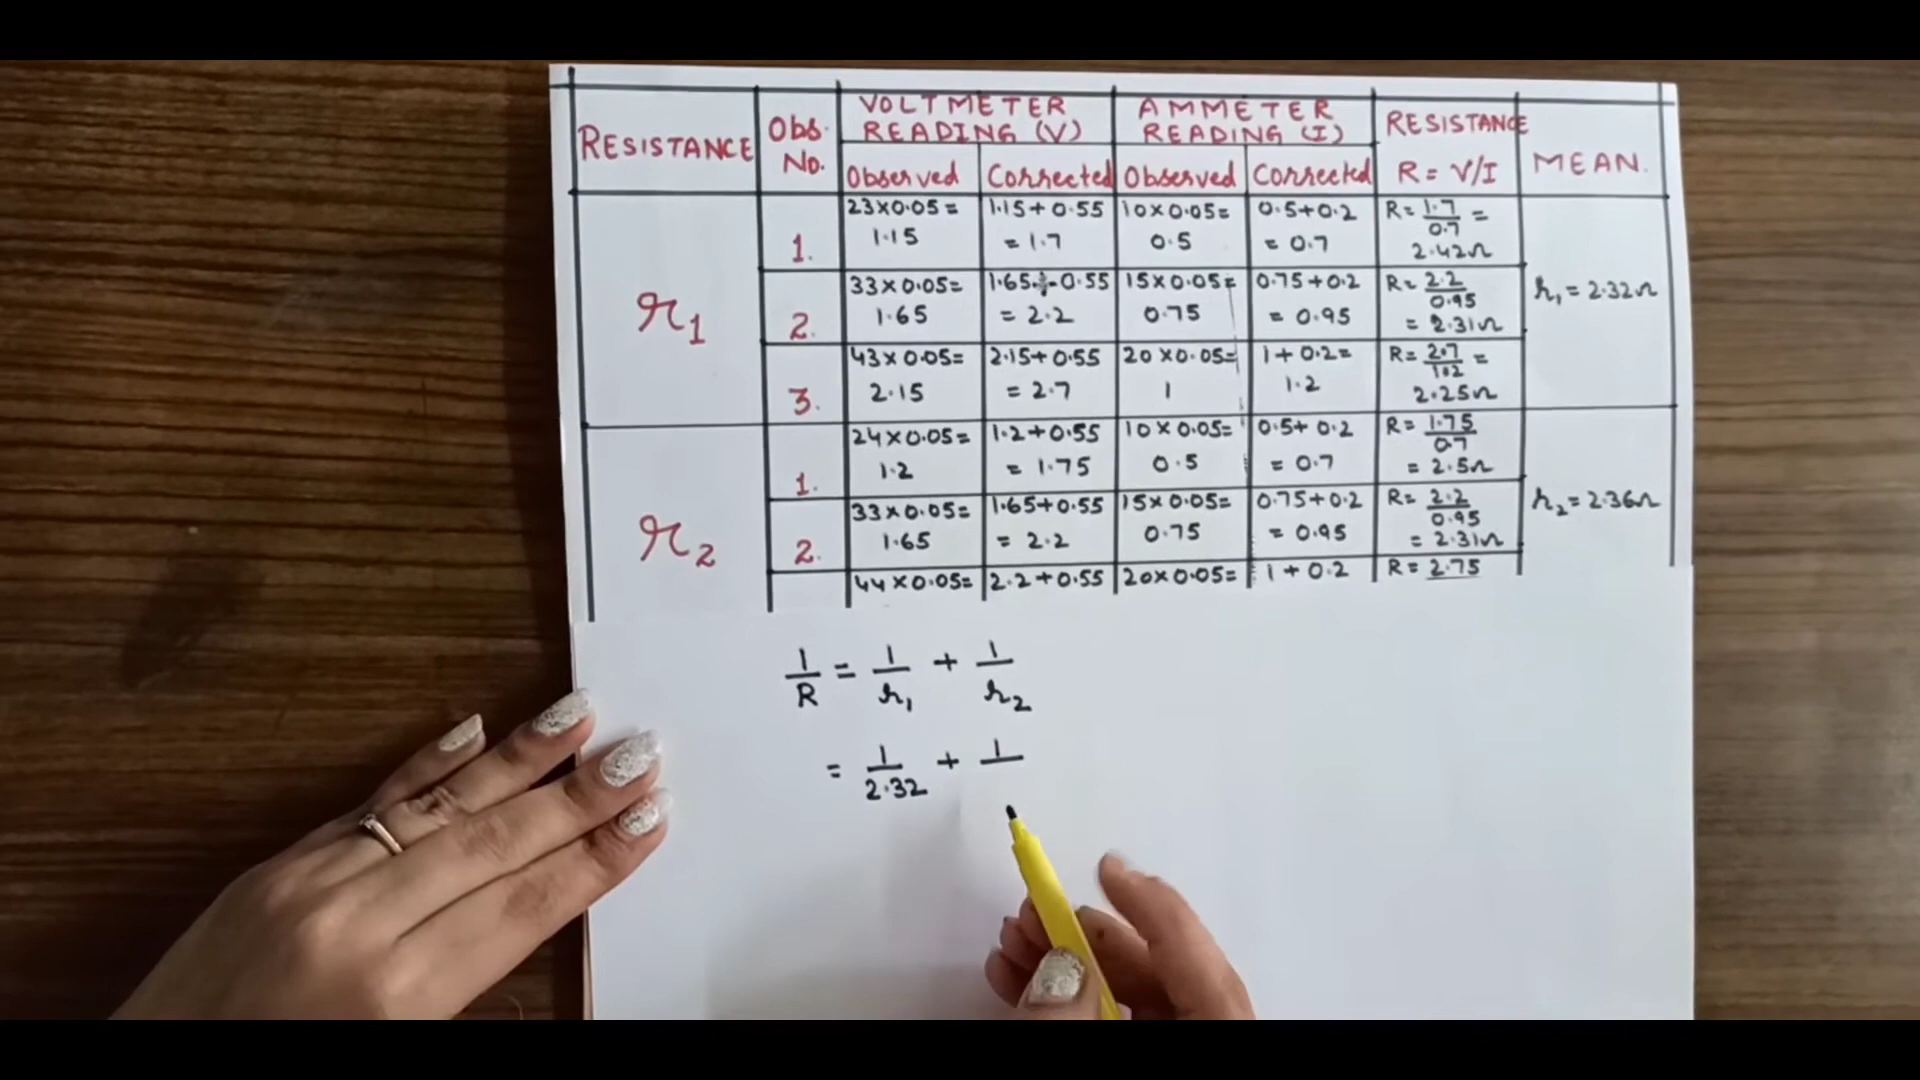 RESISTANCE Obs. No. VOLTMETER READING (V) AMMETER READING (I) RESISTANCE R = V/I MEAN.
Observed Corrected Observed Corrected
r1
1. 23×0.05= 1.15 1.15+0.55 = 1.7 10×0.05= 0.5 0.5+0.2 = 0.7 R= 1.7/0.7 = 2.42Ω
2. 33×0.05= 1.65 1.65+0.55 = 2.2 15×0.05= 0.75 0.75+0.2 = 0.95 R= 2.2/0.95 = 2.31Ω
r1 = 2.32Ω
3. 43×0.05= 2.15 2.15+0.55 = 2.7 20×0.05= 1 1+0.2= 1.2 R= 2.7/1.2 = 2.25Ω
r2
1. 24×0.05= 1.2 1.2+0.55 = 1.75 10×0.05= 0.5 0.5+0.2 = 0.7 R= 1.75/0.7 = 2.5Ω
2. 33×0.05= 1.65 1.65+0.55 = 2.2 15×0.05= 0.75 0.75+0.2 = 0.95 R= 2.2/0.95 = 2.31Ω
r2 = 2.36Ω
44×0.05= 2.2+0.55 20×0.05= 1+0.2 R= 2.75
1/R = 1/r1 + 1/r2
= 1/2.32 + 1/